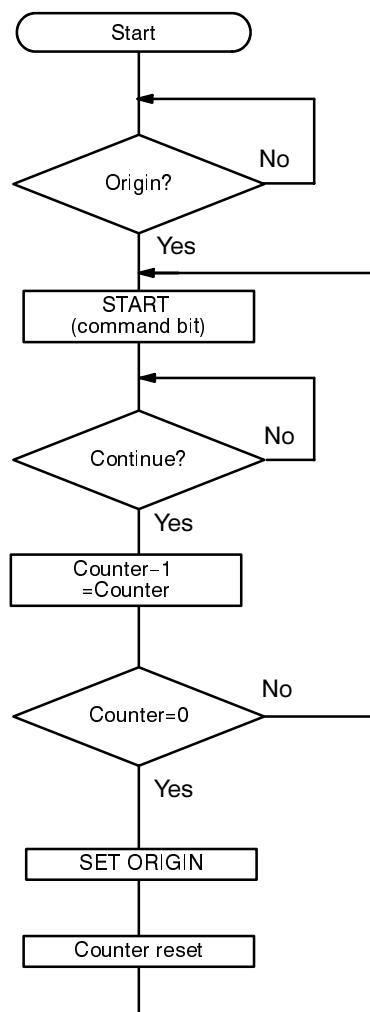 Start
No
Origin?
Yes
START
(command bit)
No
Continue?
Yes
Counter−1
=Counter
No
Counter=0
Yes
SET ORIGIN
Counter reset